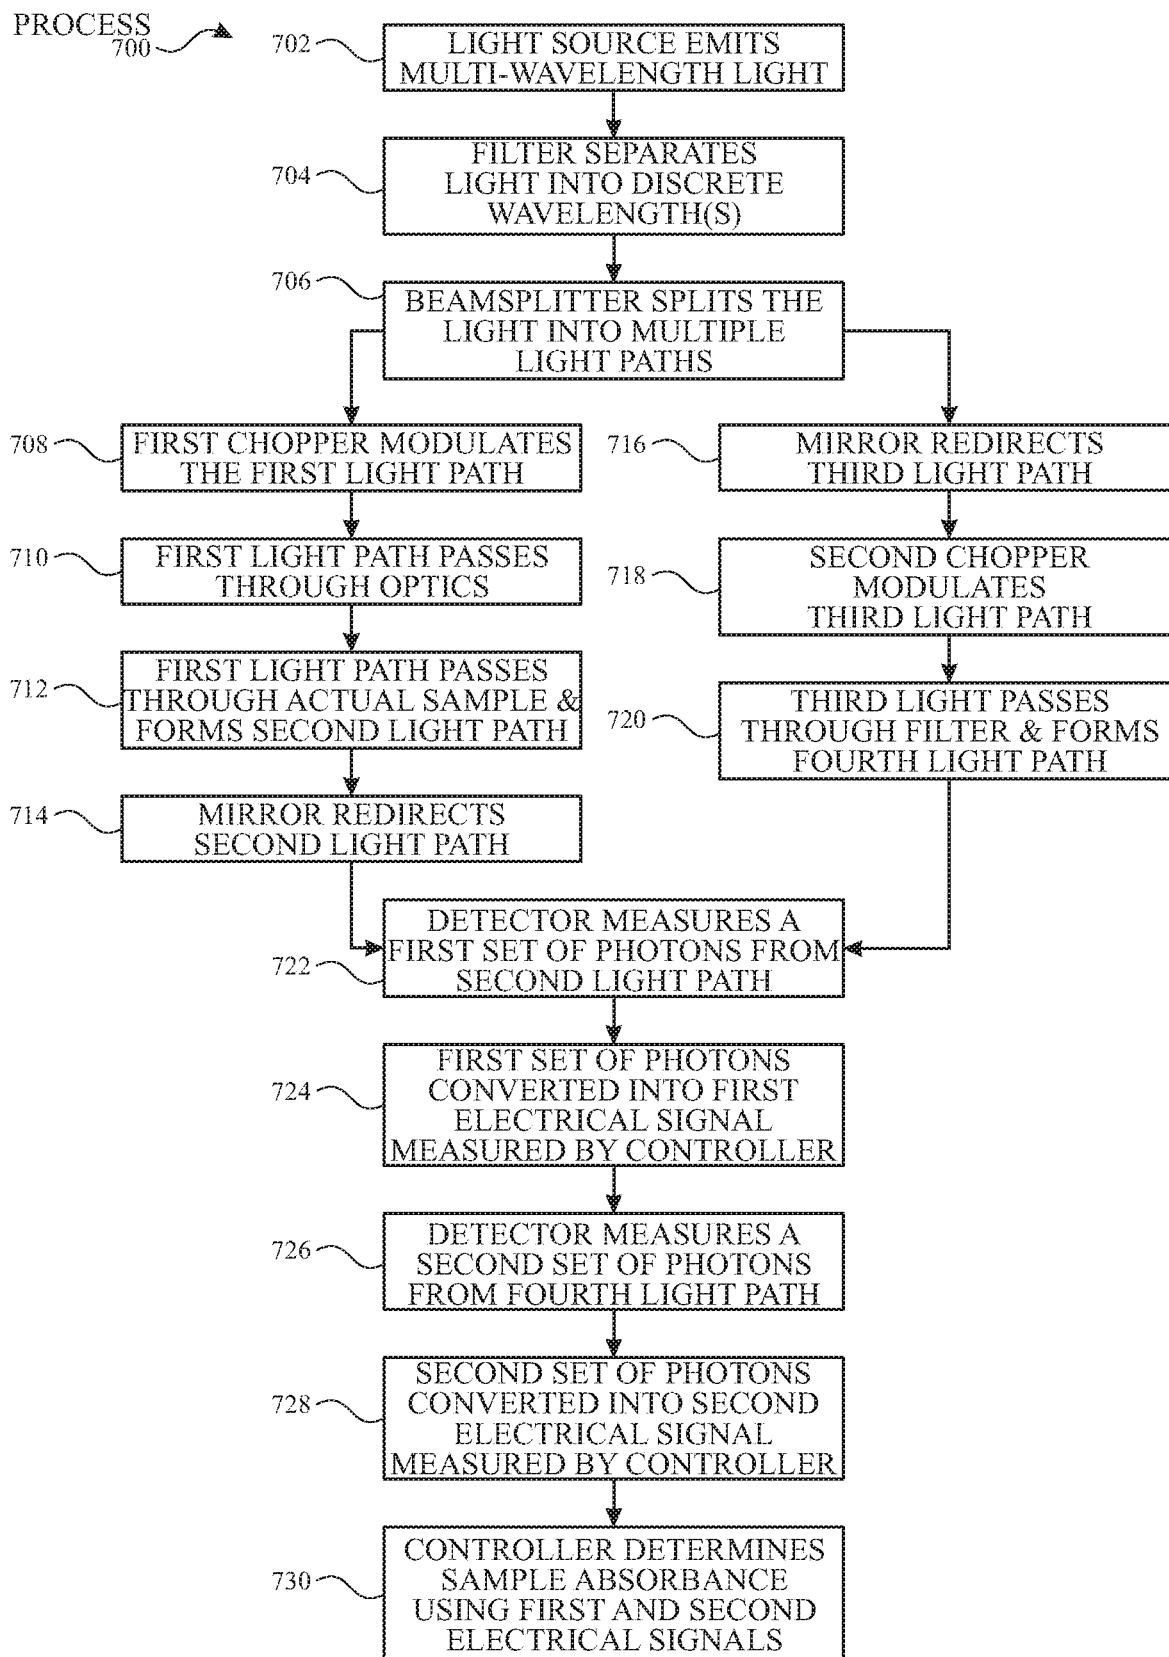 PROCESS
700
702
LIGHT SOURCE EMITS
MULTI-WAVELENGTH LIGHT
704
FILTER SEPARATES
LIGHT INTO DISCRETE
WAVELENGTH(S)
706
BEAMSPLITTER SPLITS THE
LIGHT INTO MULTIPLE
LIGHT PATHS
708
FIRST CHOPPER MODULATES
THE FIRST LIGHT PATH
710
FIRST LIGHT PATH PASSES
THROUGH OPTICS
712
FIRST LIGHT PATH PASSES
THROUGH ACTUAL SAMPLE &
FORMS SECOND LIGHT PATH
714
MIRROR REDIRECTS
SECOND LIGHT PATH
716
MIRROR REDIRECTS
THIRD LIGHT PATH
718
SECOND CHOPPER
MODULATES
THIRD LIGHT PATH
720
THIRD LIGHT PASSES
THROUGH FILTER & FORMS
FOURTH LIGHT PATH
722
DETECTOR MEASURES A
FIRST SET OF PHOTONS FROM
SECOND LIGHT PATH
724
FIRST SET OF PHOTONS
CONVERTED INTO FIRST
ELECTRICAL SIGNAL
MEASURED BY CONTROLLER
726
DETECTOR MEASURES A
SECOND SET OF PHOTONS
FROM FOURTH LIGHT PATH
728
SECOND SET OF PHOTONS
CONVERTED INTO SECOND
ELECTRICAL SIGNAL
MEASURED BY CONTROLLER
730
CONTROLLER DETERMINES
SAMPLE ABSORBANCE
USING FIRST AND SECOND
ELECTRICAL SIGNALS